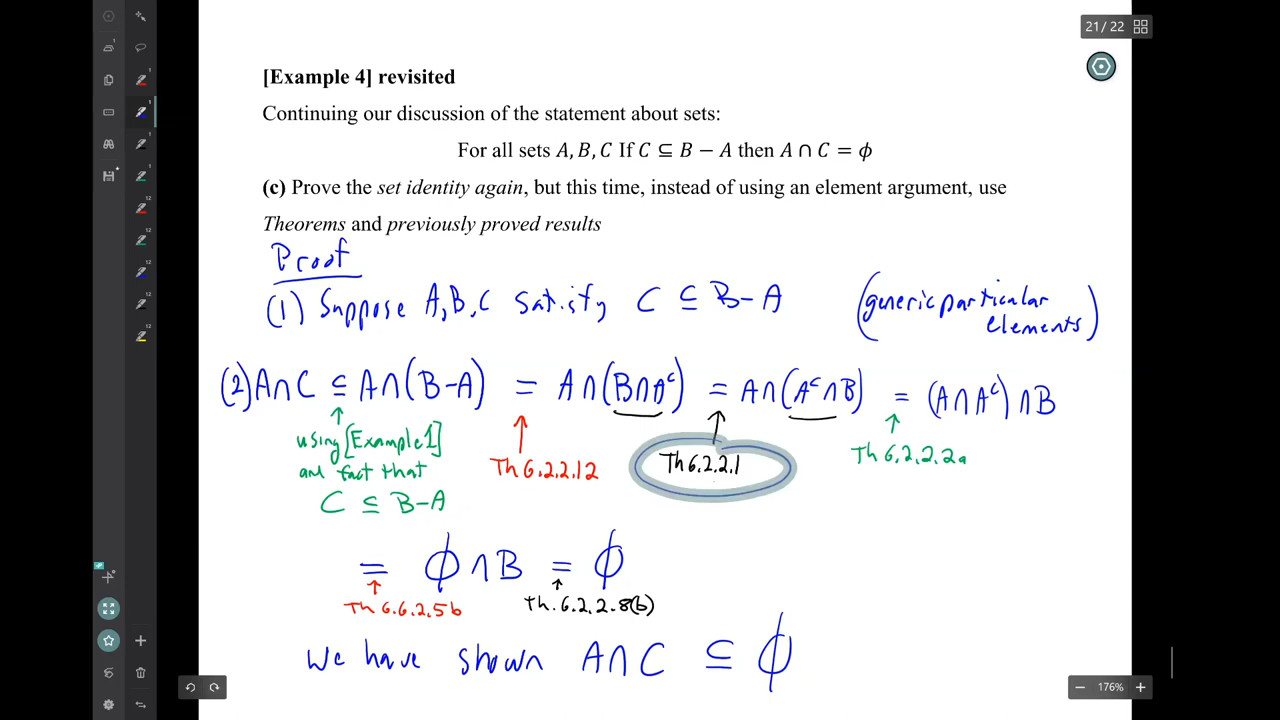 21 / 22
[Example 4] revisited
Continuing our discussion of the statement about sets:
For all sets A, B, C If C ⊆ B − A then A ∩ C = ϕ
(c) Prove the set identity again, but this time, instead of using an element argument, use
Theorems and previously proved results
Proof
(1) Suppose A,B,C satisfy C ⊆ B−A (generic particular elements)
(2) A∩C ⊆ A∩(B−A) = A∩(B∩Aᶜ) = A∩(Aᶜ∩B) = (A∩Aᶜ)∩B
using [Example 1]
and fact that
C ⊆ B−A
Th 6.2.2.12
Th 6.2.2.1
Th 6.2.2.2a
= ϕ∩B = ϕ
Th 6.6.2.5b
Th. 6.2.2.8(b)
We have shown A∩C ⊆ ϕ
176%